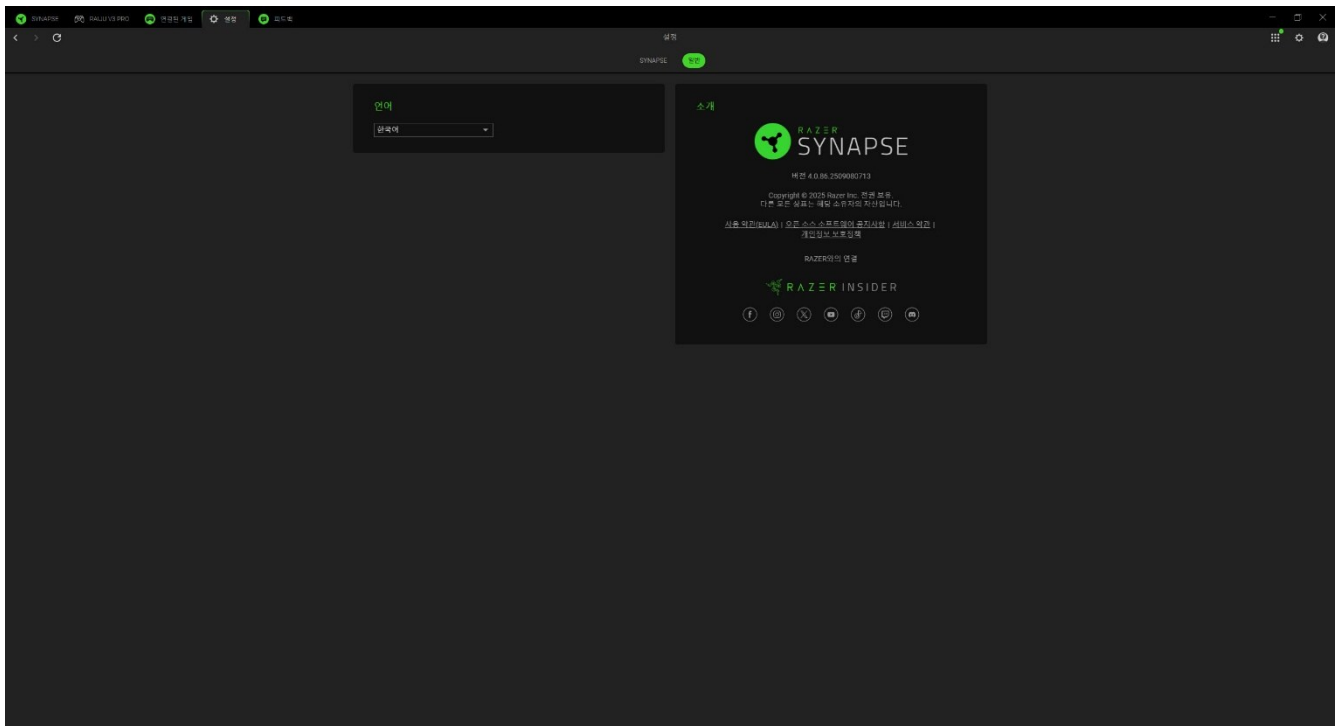 SYNAPSE RAIJU V3 PRO 연결된 게임 설정 피드백
설정
SYNAPSE 일반
언어
한국어
소개
RAZER
SYNAPSE
버전 4.0.86.2509080713
Copyright © 2025 Razer Inc. 전권 보유.
다른 모든 상표는 해당 소유자의 자산입니다.
사용 약관(EULA) | 오픈 소스 소프트웨어 공지사항 | 서비스 약관 |
개인정보 보호정책
RAZER와의 연결
RAZER INSIDER